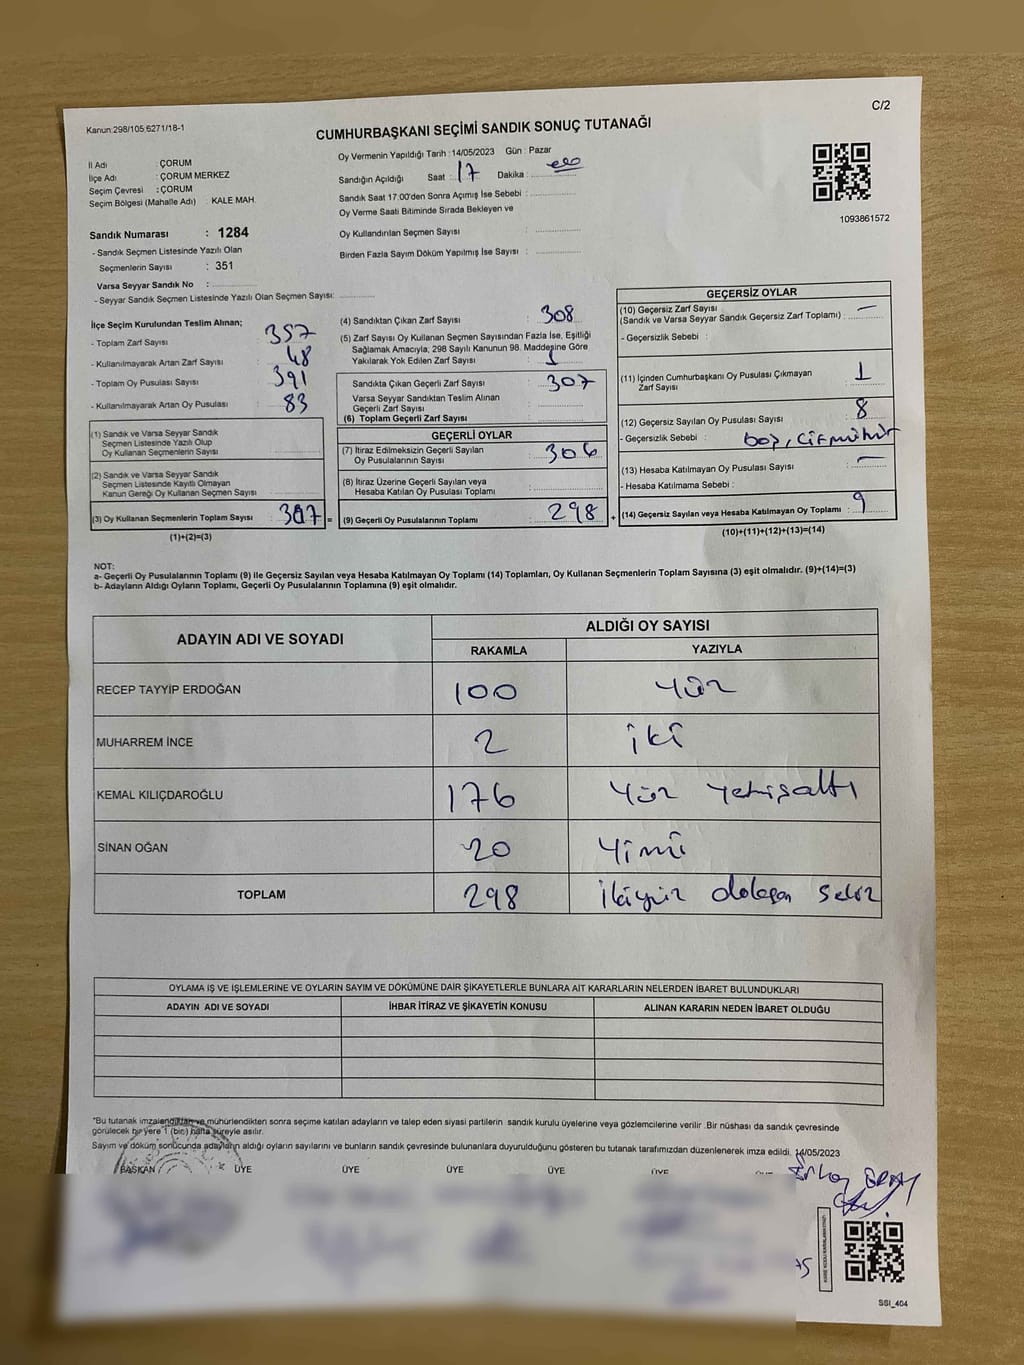 C/2
Kanun:298/105;6271/18-1
CUMHURBAŞKANI SEÇİMİ SANDIK SONUÇ TUTANAĞI
İl Adı : ÇORUM
İlçe Adı : ÇORUM MERKEZ
Seçim Çevresi : ÇORUM
Seçim Bölgesi (Mahalle Adı) : KALE MAH.
Sandık Numarası : 1284
- Sandık Seçmen Listesinde Yazılı Olan
Seçmenlerin Sayısı : 351
Varsa Seyyar Sandık No :
- Seyyar Sandık Seçmen Listesinde Yazılı Olan Seçmen Sayısı:
Oy Vermenin Yapıldığı Tarih : 14/05/2023 Gün : Pazar
Sandığın Açıldığı Saat : 17 Dakika :
Sandık Saat 17.00'den Sonra Açımış İse Sebebi :
Oy Verme Saati Bitiminde Sırada Bekleyen ve
Oy Kullandırılan Seçmen Sayısı :
Birden Fazla Sayım Döküm Yapılmış İse Sayısı :
1093861572
İlçe Seçim Kurulundan Teslim Alınan;
- Toplam Zarf Sayısı : 357
- Kullanılmayarak Artan Zarf Sayısı : 48
- Toplam Oy Pusulası Sayısı : 391
- Kullanılmayarak Artan Oy Pusulası : 83
(1) Sandık ve Varsa Seyyar Sandık
Seçmen Listesinde Yazılı Olup
Oy Kullanan Seçmenlerin Sayısı :
(2) Sandık ve Varsa Seyyar Sandık
Seçmen Listesinde Kayıtlı Olmayan
Kanun Gereği Oy Kullanan Seçmen Sayısı :
(3) Oy Kullanan Seçmenlerin Toplam Sayısı : 307 =
(1)+(2)=(3)
(4) Sandıktan Çıkan Zarf Sayısı : 308
(5) Zarf Sayısı Oy Kullanan Seçmen Sayısından Fazla İse, Eşitliği
Sağlamak Amacıyla, 298 Sayılı Kanunun 98. Maddesine Göre
Yakılarak Yok Edilen Zarf Sayısı : 1
Sandıkta Çıkan Geçerli Zarf Sayısı : 307
Varsa Seyyar Sandıktan Teslim Alınan
Geçerli Zarf Sayısı :
(6) Toplam Geçerli Zarf Sayısı :
GEÇERLİ OYLAR
(7) İtiraz Edilmeksizin Geçerli Sayılan
Oy Pusulalarının Sayısı : 306
(8) İtiraz Üzerine Geçerli Sayılan veya
Hesaba Katılan Oy Pusulası Toplamı :
(9) Geçerli Oy Pusulalarının Toplamı : 298 +
GEÇERSİZ OYLAR
(10) Geçersiz Zarf Sayısı
(Sandık ve Varsa Seyyar Sandık Geçersiz Zarf Toplamı) : —
- Geçersizlik Sebebi :
(11) İçinden Cumhurbaşkanı Oy Pusulası Çıkmayan
Zarf Sayısı : 1
(12) Geçersiz Sayılan Oy Pusulası Sayısı : 8
- Geçersizlik Sebebi : boş,
(13) Hesaba Katılmayan Oy Pusulası Sayısı : —
- Hesaba Katılmama Sebebi :
(14) Geçersiz Sayılan veya Hesaba Katılmayan Oy Toplamı : 9
(10)+(11)+(12)+(13)=(14)
NOT:
a- Geçerli Oy Pusulalarının Toplamı (9) ile Geçersiz Sayılan veya Hesaba Katılmayan Oy Toplamı (14) Toplamları, Oy Kullanan Seçmenlerin Toplam Sayısına (3) eşit olmalıdır. (9)+(14)=(3)
b- Adayların Aldığı Oyların Toplamı, Geçerli Oy Pusulalarının Toplamına (9) eşit olmalıdır.
ADAYIN ADI VE SOYADI ALDIĞI OY SAYISI
RAKAMLA YAZIYLA
RECEP TAYYİP ERDOĞAN 100 Yüz
MUHARREM İNCE 2 iki
KEMAL KILIÇDAROĞLU 176 Yüz Yetmişaltı
SİNAN OĞAN 20 Yirmi
TOPLAM 298 ikiyüz doksan sekiz
OYLAMA İŞ VE İŞLEMLERİNE VE OYLARIN SAYIM VE DÖKÜMÜNE DAİR ŞİKAYETLERLE BUNLARA AİT KARARLARIN NELERDEN İBARET BULUNDUKLARI
ADAYIN ADI VE SOYADI İHBAR İTİRAZ VE ŞİKAYETİN KONUSU ALINAN KARARIN NEDEN İBARET OLDUĞU
"Bu tutanak imzalandıktan ve mühürlendikten sonra seçime katılan adayların ve talep eden siyasi partilerin sandık kurulu üyelerine veya gözlemcilerine verilir .Bir nüshası da sandık çevresinde
görülecek bir yere 1 (bir) hafta süreyle asılır.
Sayım ve döküm sonucunda adayların aldığı oyların sayılarını ve bunların sandık çevresinde bulunanlara duyurulduğunu gösteren bu tutanak tarafımızdan düzenlenerek imza edildi. 14/05/2023
BAŞKAN ÜYE ÜYE ÜYE ÜYE ÜYE
SSI_404